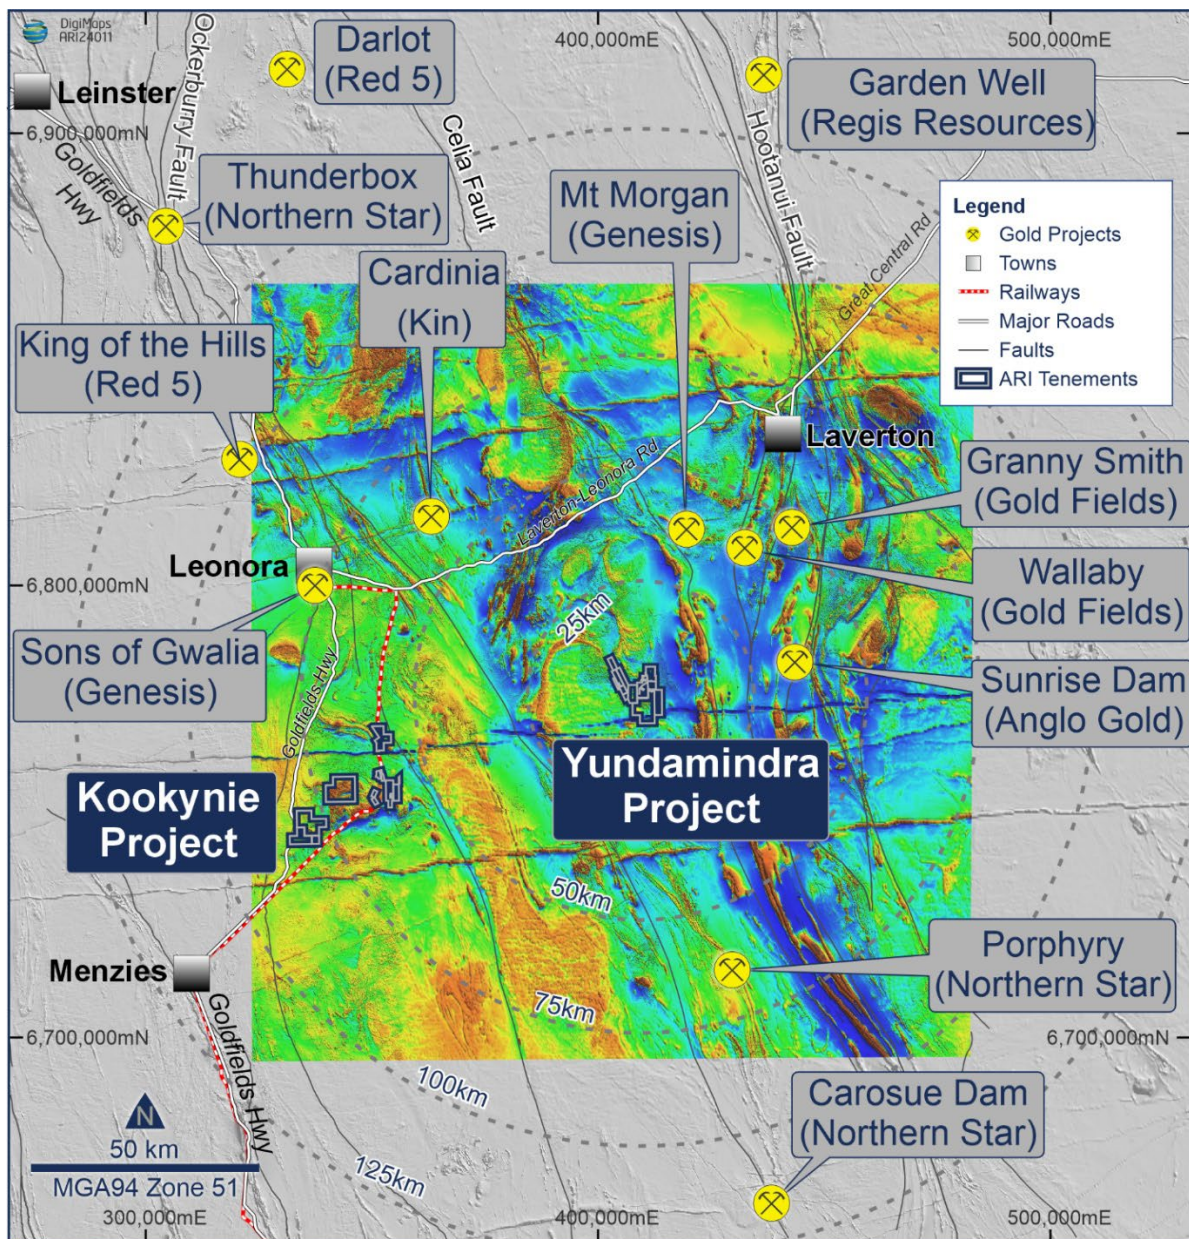 DigiMaps
ARI24011
400,000mE
500,000mE
Ockerburry Fault
Darlot
(Red 5)
Leinster
Garden Well
(Regis Resources)
6,900,000mN
Goldfields
Hwy
Celia Fault
Hootanui Fault
Thunderbox
(Northern Star)
Mt Morgan
(Genesis)
Great Central Rd
Legend
Gold Projects
Towns
Railways
Major Roads
Faults
ARI Tenements
Cardinia
(Kin)
King of the Hills
(Red 5)
Laverton
Laverton-Leonora Rd
Granny Smith
(Gold Fields)
Leonora
6,800,000mN
Wallaby
(Gold Fields)
25km
Sons of Gwalia
(Genesis)
Goldfields Hwy
Sunrise Dam
(Anglo Gold)
Kookynie
Project
Yundamindra
Project
50km
Menzies
Porphyry
(Northern Star)
75km
Goldfields Hwy
6,700,000mN
6,700,000mN
100km
Carosue Dam
(Northern Star)
N
50 km
MGA94 Zone 51
125km
300,000mE
400,000mE
500,000mE